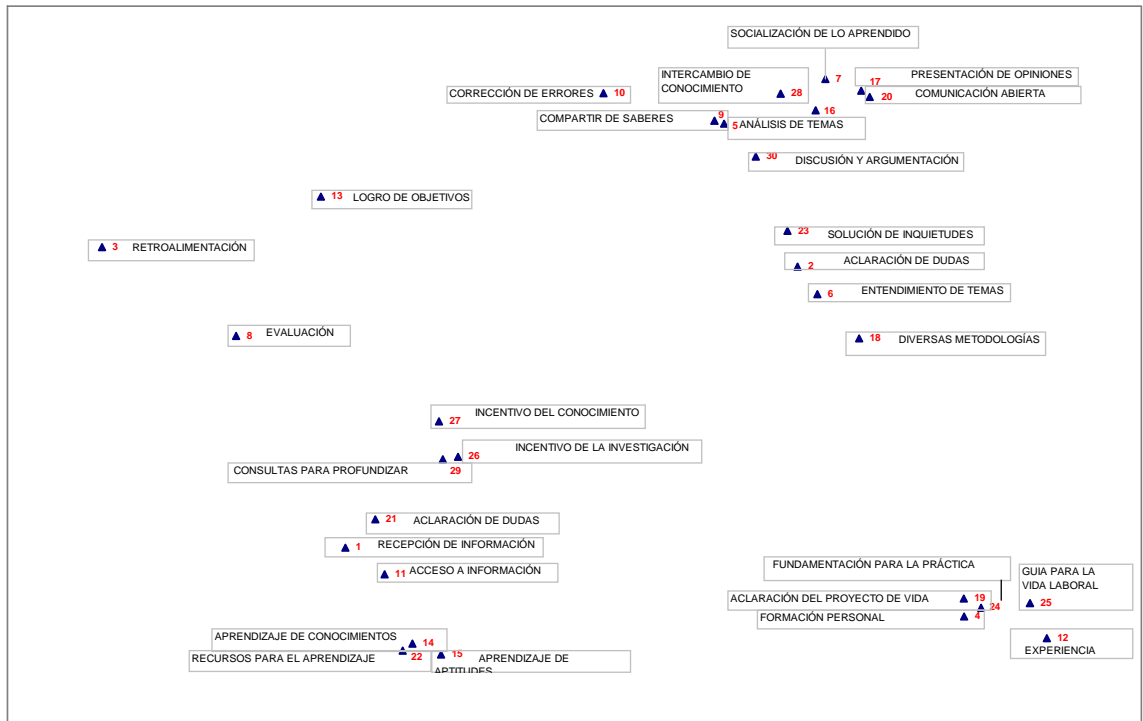 SOCIALIZACIÓN DE LO APRENDIDO
7
INTERCAMBIO DE
CONOCIMIENTO 28
17 PRESENTACIÓN DE OPINIONES
20 COMUNICACIÓN ABIERTA
CORRECCIÓN DE ERRORES 10
16
COMPARTIR DE SABERES 9
5 ANÁLISIS DE TEMAS
30 DISCUSIÓN Y ARGUMENTACIÓN
13 LOGRO DE OBJETIVOS
23 SOLUCIÓN DE INQUIETUDES
3 RETROALIMENTACIÓN
2 ACLARACIÓN DE DUDAS
6 ENTENDIMIENTO DE TEMAS
8 EVALUACIÓN
18 DIVERSAS METODOLOGÍAS
27 INCENTIVO DEL CONOCIMIENTO
26 INCENTIVO DE LA INVESTIGACIÓN
CONSULTAS PARA PROFUNDIZAR 29
21 ACLARACIÓN DE DUDAS
1 RECEPCIÓN DE INFORMACIÓN
11 ACCESO A INFORMACIÓN
FUNDAMENTACIÓN PARA LA PRÁCTICA
24
GUIA PARA LA
VIDA LABORAL
25
ACLARACIÓN DEL PROYECTO DE VIDA 19
FORMACIÓN PERSONAL 4
12
EXPERIENCIA
APRENDIZAJE DE CONOCIMIENTOS 14
RECURSOS PARA EL APRENDIZAJE 22
15 APRENDIZAJE DE
APTITUDES